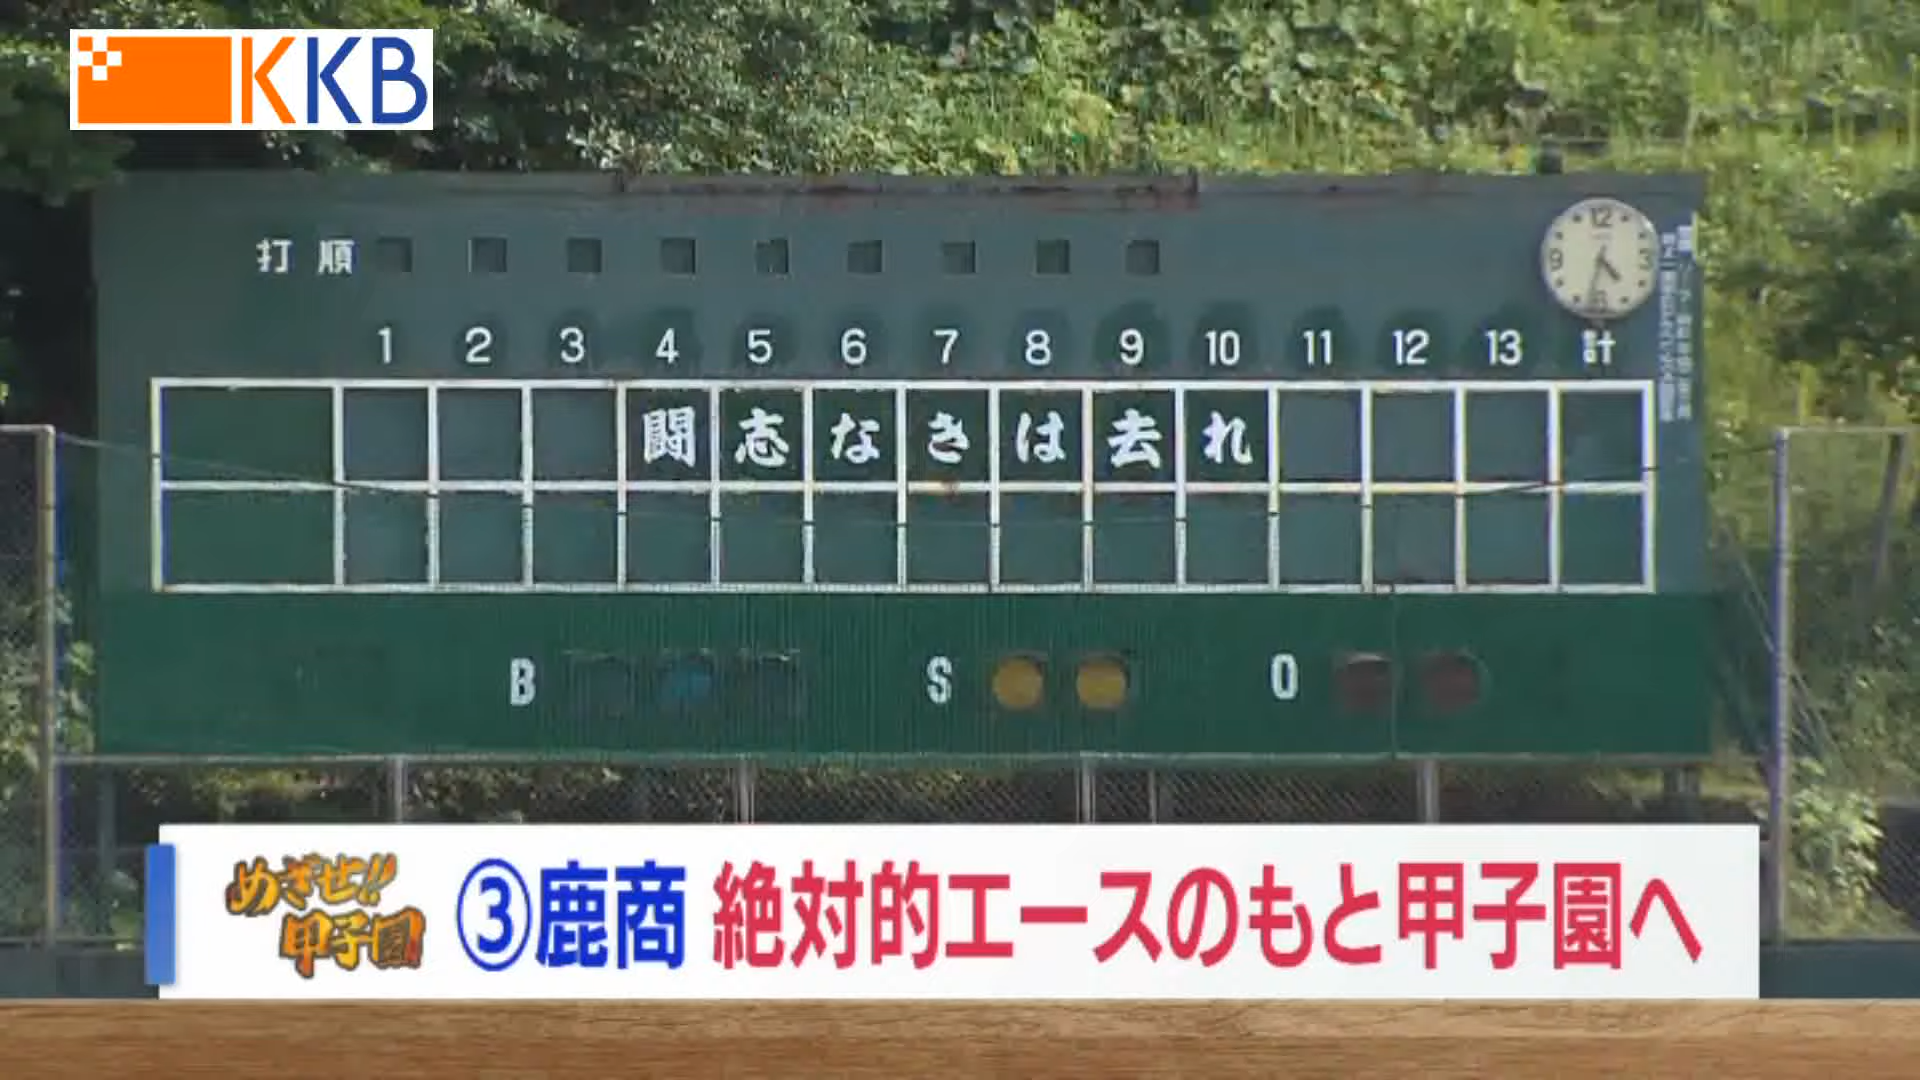 KKB
打順
1 2 3 4 5 6 7 8 9 10 11 12 13 計
闘志なきは去れ
B S O
めざせ!!
甲子園
③鹿商 絶対的エースのもと甲子園へ